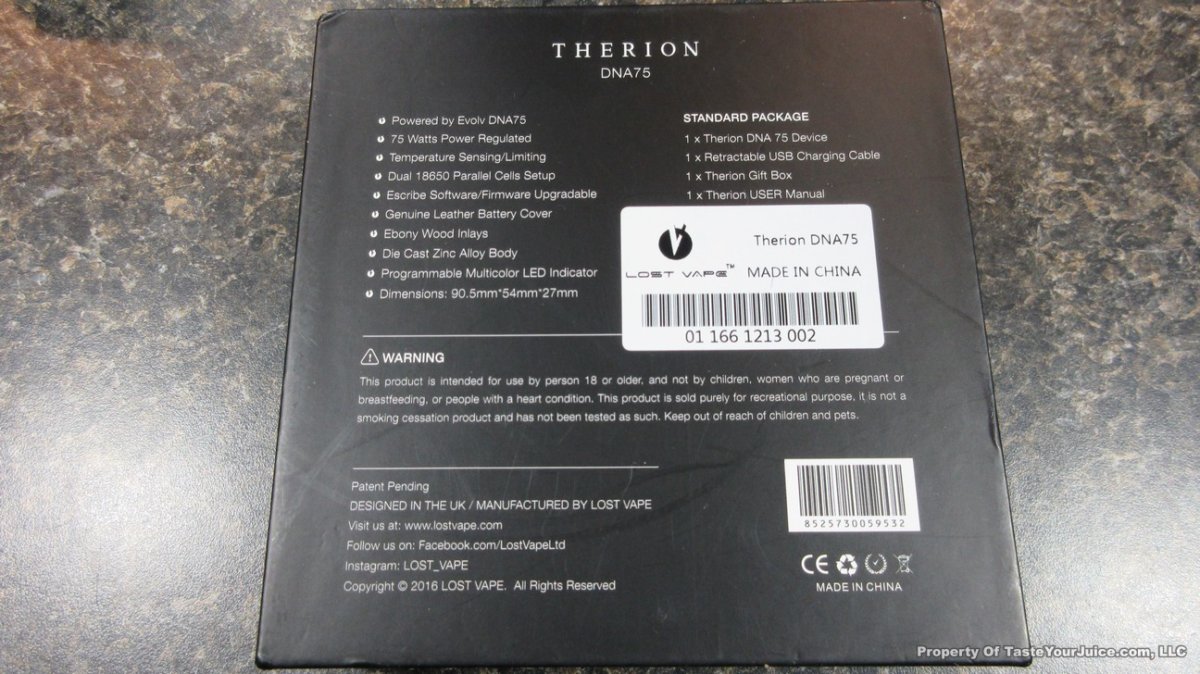 THERION
DNA75
Powered by Evolv DNA75
75 Watts Power Regulated
Temperature Sensing/Limiting
Dual 18650 Parallel Cells Setup
Escribe Software/Firmware Upgradable
Genuine Leather Battery Cover
Ebony Wood Inlays
Die Cast Zinc Alloy Body
Programmable Multicolor LED Indicator
Dimensions: 90.5mm*54mm*27mm
STANDARD PACKAGE
1 x Therion DNA 75 Device
1 x Retractable USB Charging Cable
1 x Therion Gift Box
1 x Therion USER Manual
Therion DNA75
LOST VAPE™ MADE IN CHINA
01 166 1213 002
WARNING
This product is intended for use by person 18 or older, and not by children, women who are pregnant or
breastfeeding, or people with a heart condition. This product is sold purely for recreational purpose, it is not a
smoking cessation product and has not been tested as such. Keep out of reach of children and pets.
Patent Pending
DESIGNED IN THE UK / MANUFACTURED BY LOST VAPE
Visit us at: www.lostvape.com
Follow us on: Facebook.com/LostVapeLtd
Instagram: LOST_VAPE
Copyright © 2016 LOST VAPE. All Rights Reserved
8525730059532
CE
MADE IN CHINA
Property Of TasteYourJuice.com, LLC